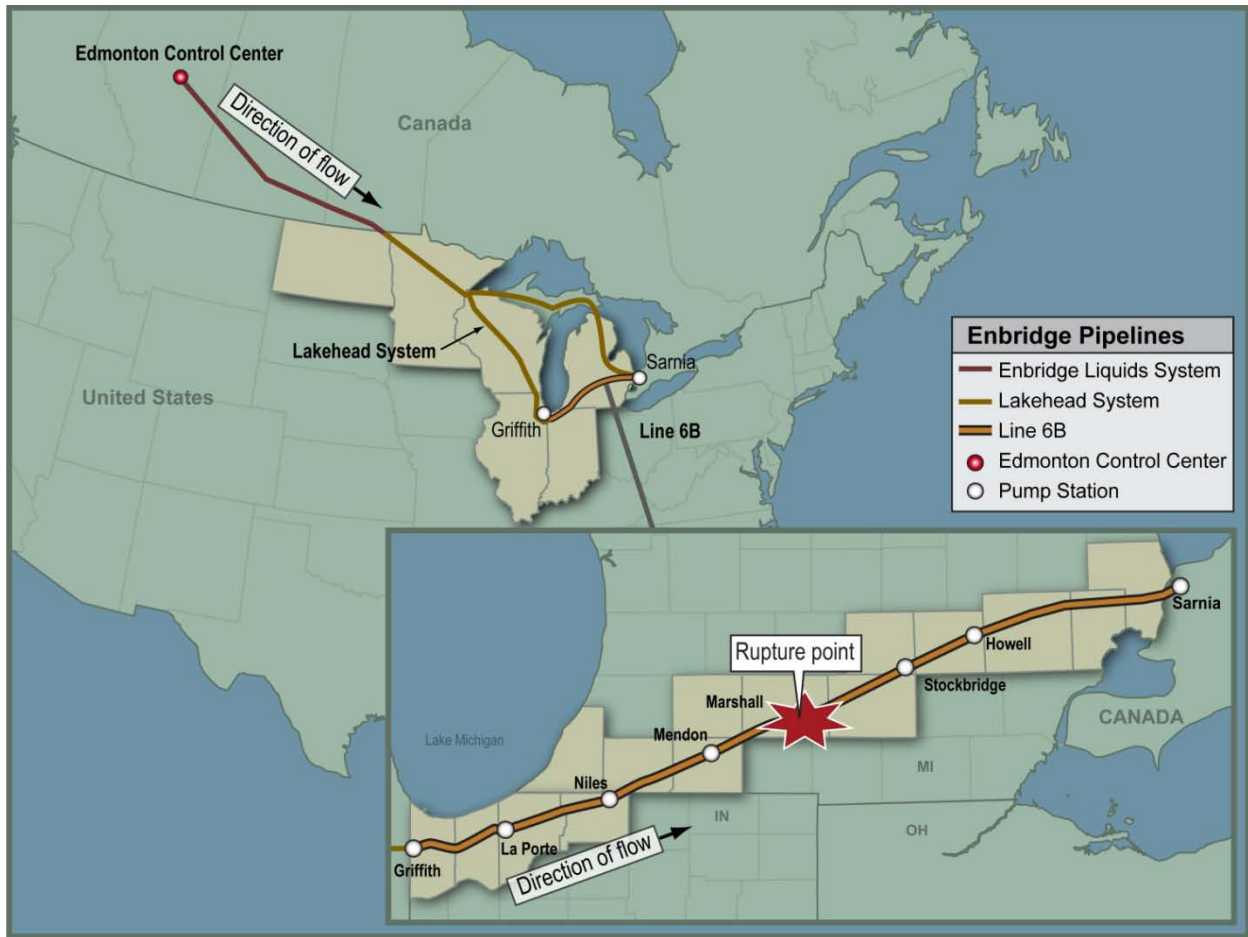 Edmonton Control Center
Direction of flow
Canada
Lakehead System
United States
Sarnia
Griffith
Line 6B
Enbridge Pipelines
Enbridge Liquids System
Lakehead System
Line 6B
Edmonton Control Center
Pump Station
Sarnia
Howell
Rupture point
Stockbridge
Marshall
CANADA
Lake Michigan
Mendon
MI
Niles
IN
OH
La Porte
Direction of flow
Griffith